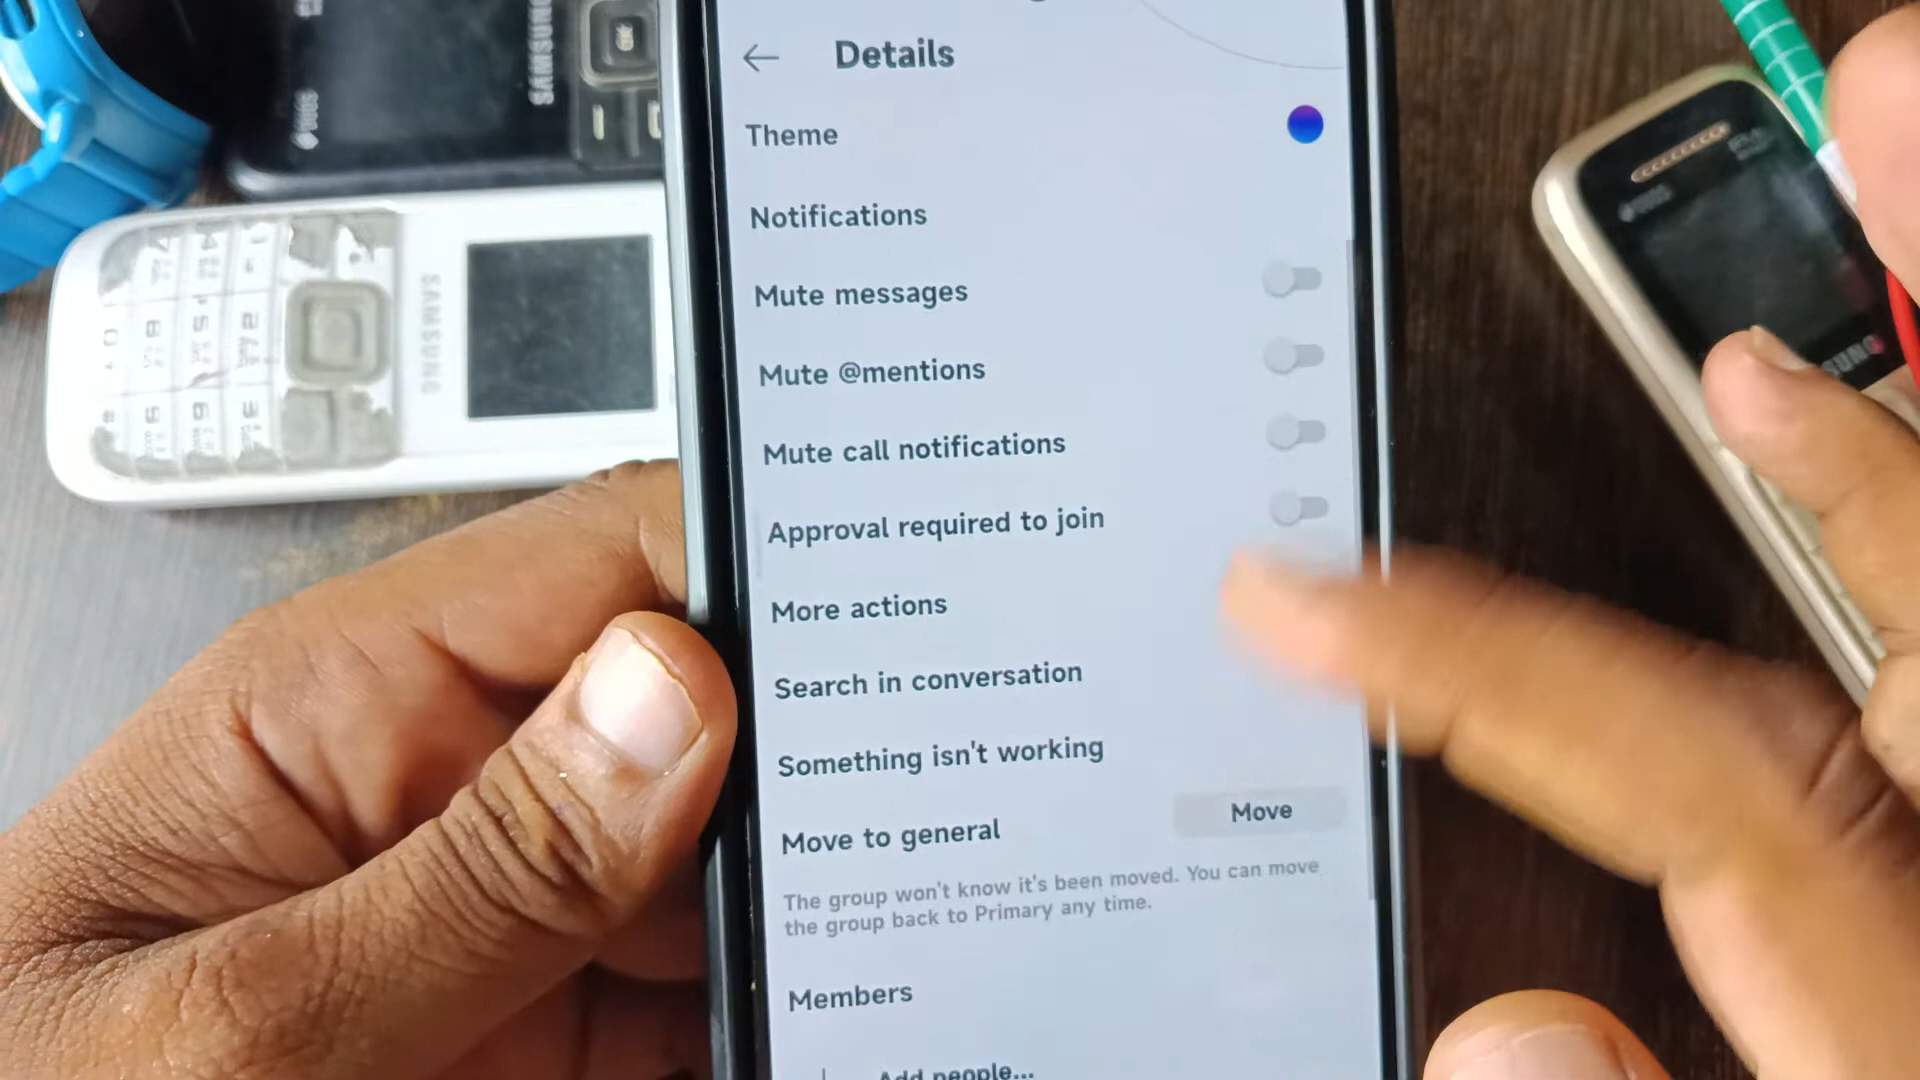 ← Details
Theme
Notifications
Mute messages
Mute @mentions
Mute call notifications
Approval required to join
More actions
Search in conversation
Something isn't working
Move to general
Move
The group won't know it's been moved. You can move
the group back to Primary any time.
Members
Add people...
SAMSUNG
SAMSUNG
OK